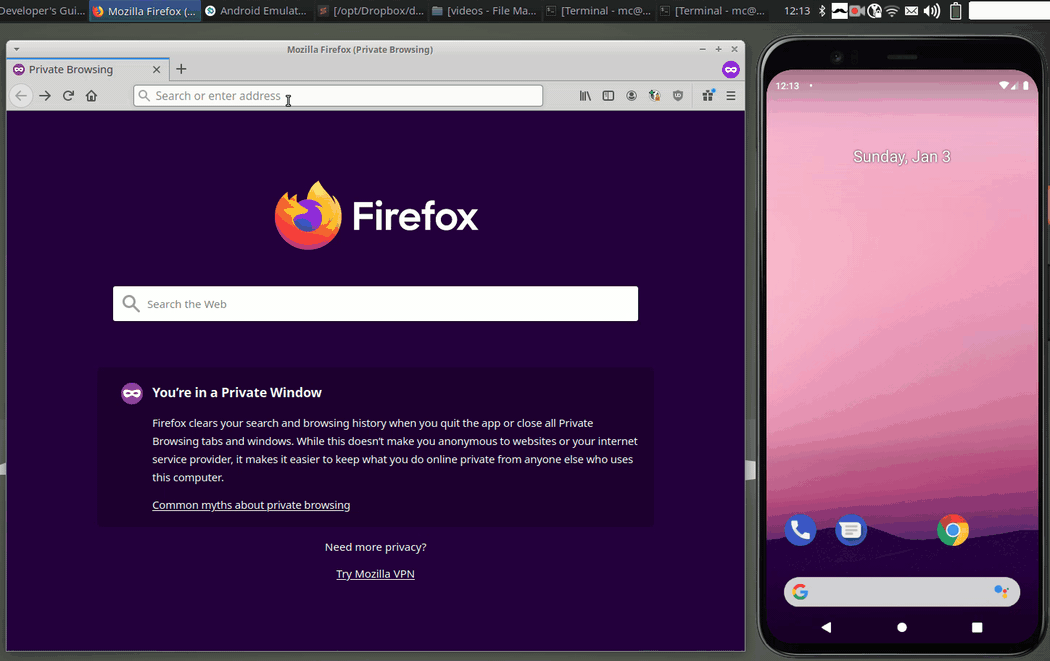 Developer's Gui...
Mozilla Firefox (...
Android Emulat...
[/opt/Dropbox/d...
[videos - File Ma...
[Terminal - mc@...
[Terminal - mc@...
12:13
Mozilla Firefox (Private Browsing)
Private Browsing
Search or enter address
Firefox
Search the Web
You're in a Private Window
Firefox clears your search and browsing history when you quit the app or close all Private
Browsing tabs and windows. While this doesn't make you anonymous to websites or your internet
service provider, it makes it easier to keep what you do online private from anyone else who uses
this computer.
Common myths about private browsing
Need more privacy?
Try Mozilla VPN
12:13
Sunday, Jan 3